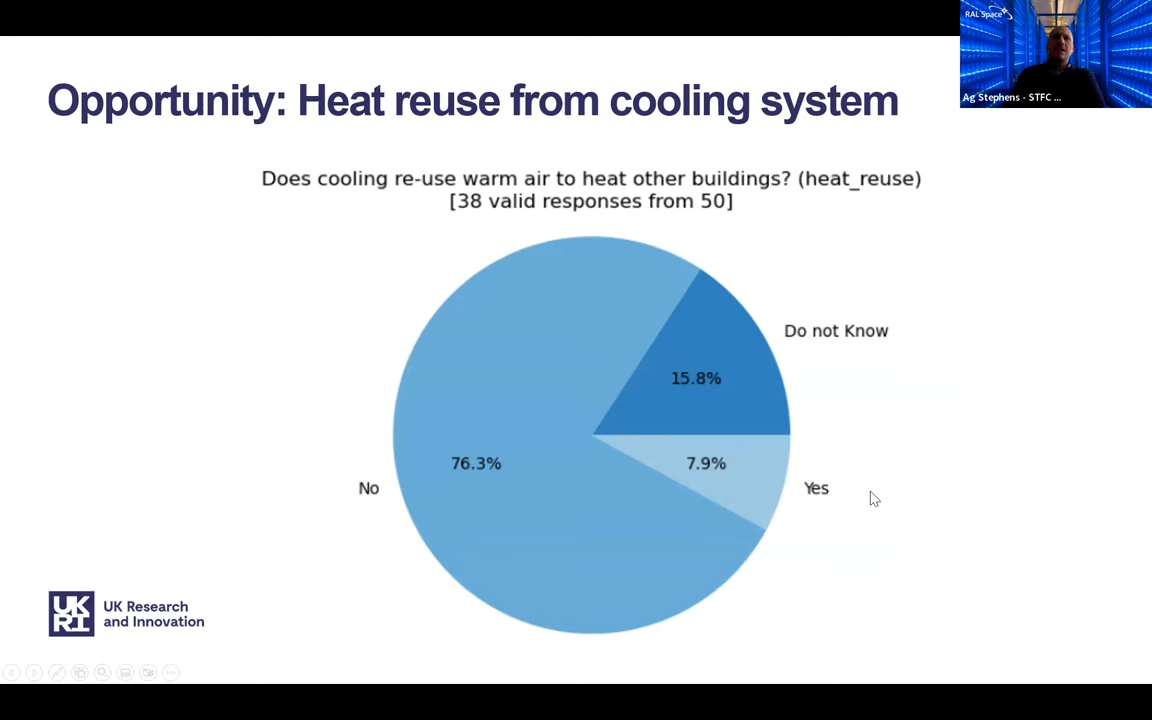 RAL Space
Ag Stephens - STFC ...
Opportunity: Heat reuse from cooling system
Does cooling re-use warm air to heat other buildings? (heat_reuse)
[38 valid responses from 50]
Do not Know
15.8%
76.3%
7.9%
No
Yes
UK
RI
UK Research
and Innovation